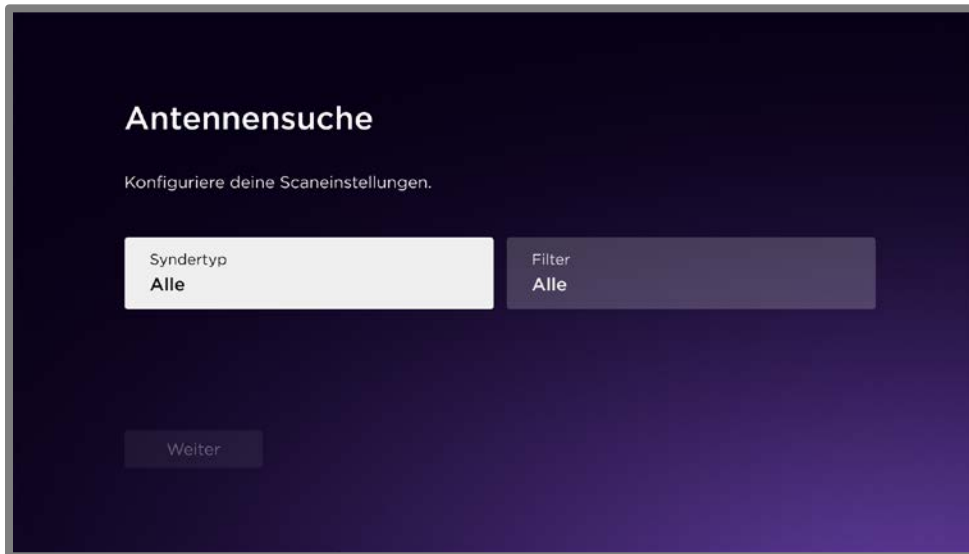 Antennensuche
Konfiguriere deine Scaneinstellungen.
Syndertyp
Alle
Filter
Alle
Weiter